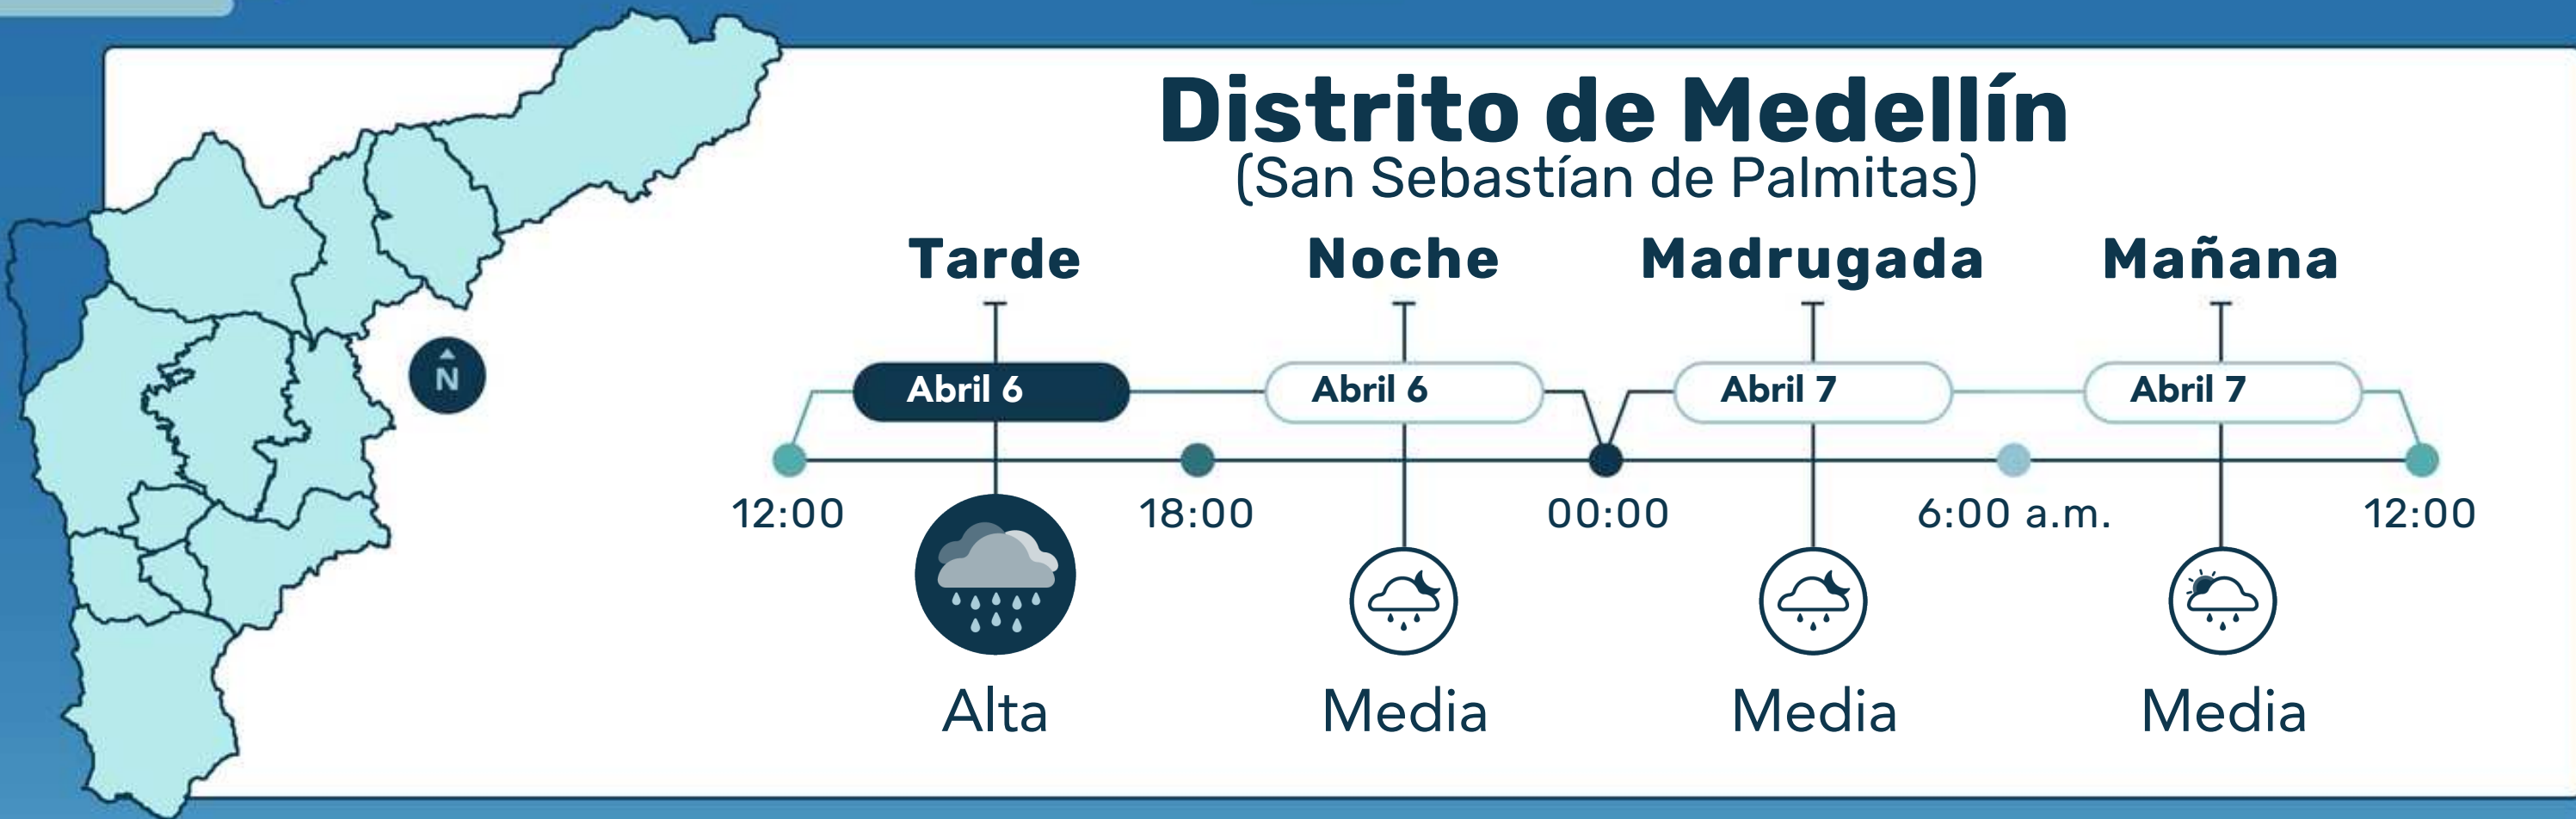 Distrito de Medellín
(San Sebastían de Palmitas)
Tarde Noche Madrugada Mañana
Abril 6 Abril 6 Abril 7 Abril 7
N
12:00 18:00 00:00 6:00 a.m. 12:00
Alta Media Media Media